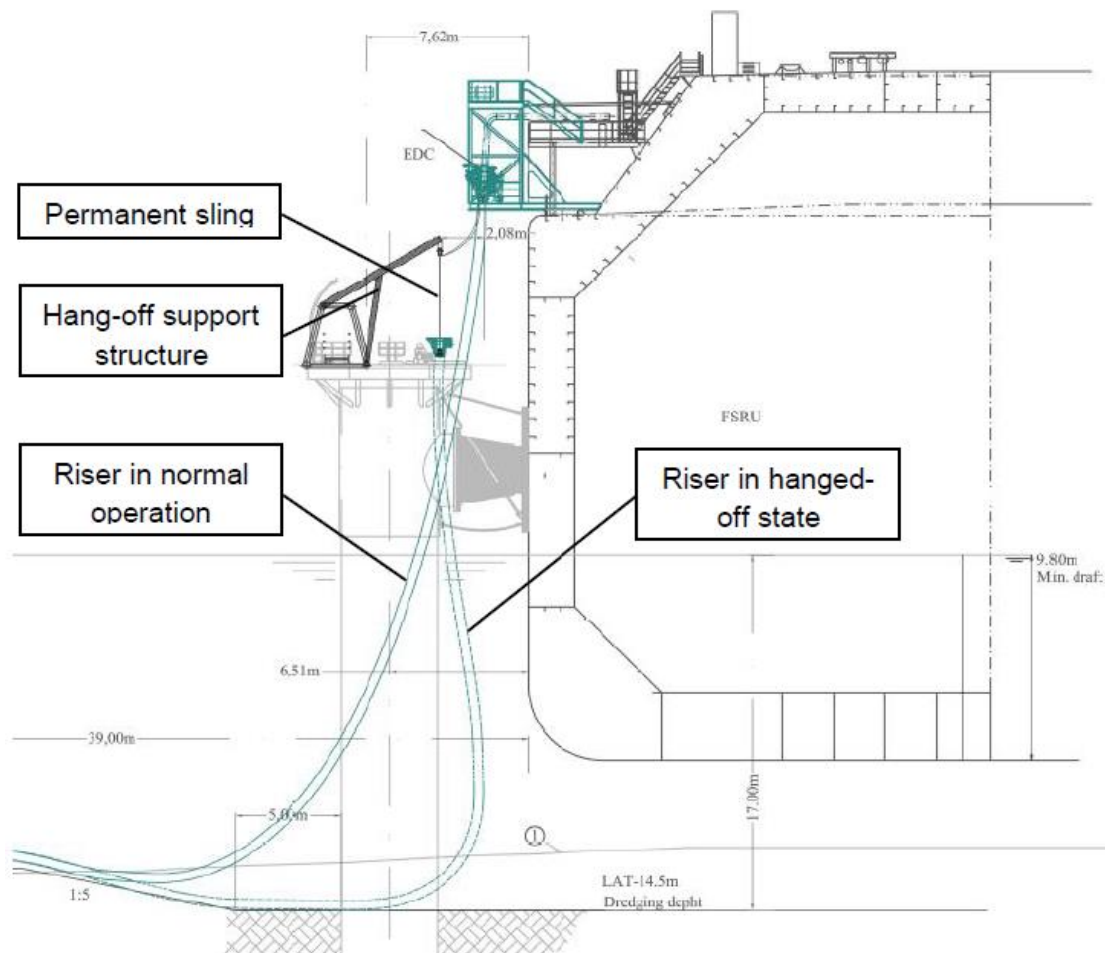 7,62m
EDC
Permanent sling
2,08m
Hang-off support
structure
FSRU
Riser in normal
operation
Riser in hanged-
off state
9.80m
Min. draf:
6,51m
39,00m
17.00m
5,0 m
1
1:5
LAT-14.5m
Dredging depht